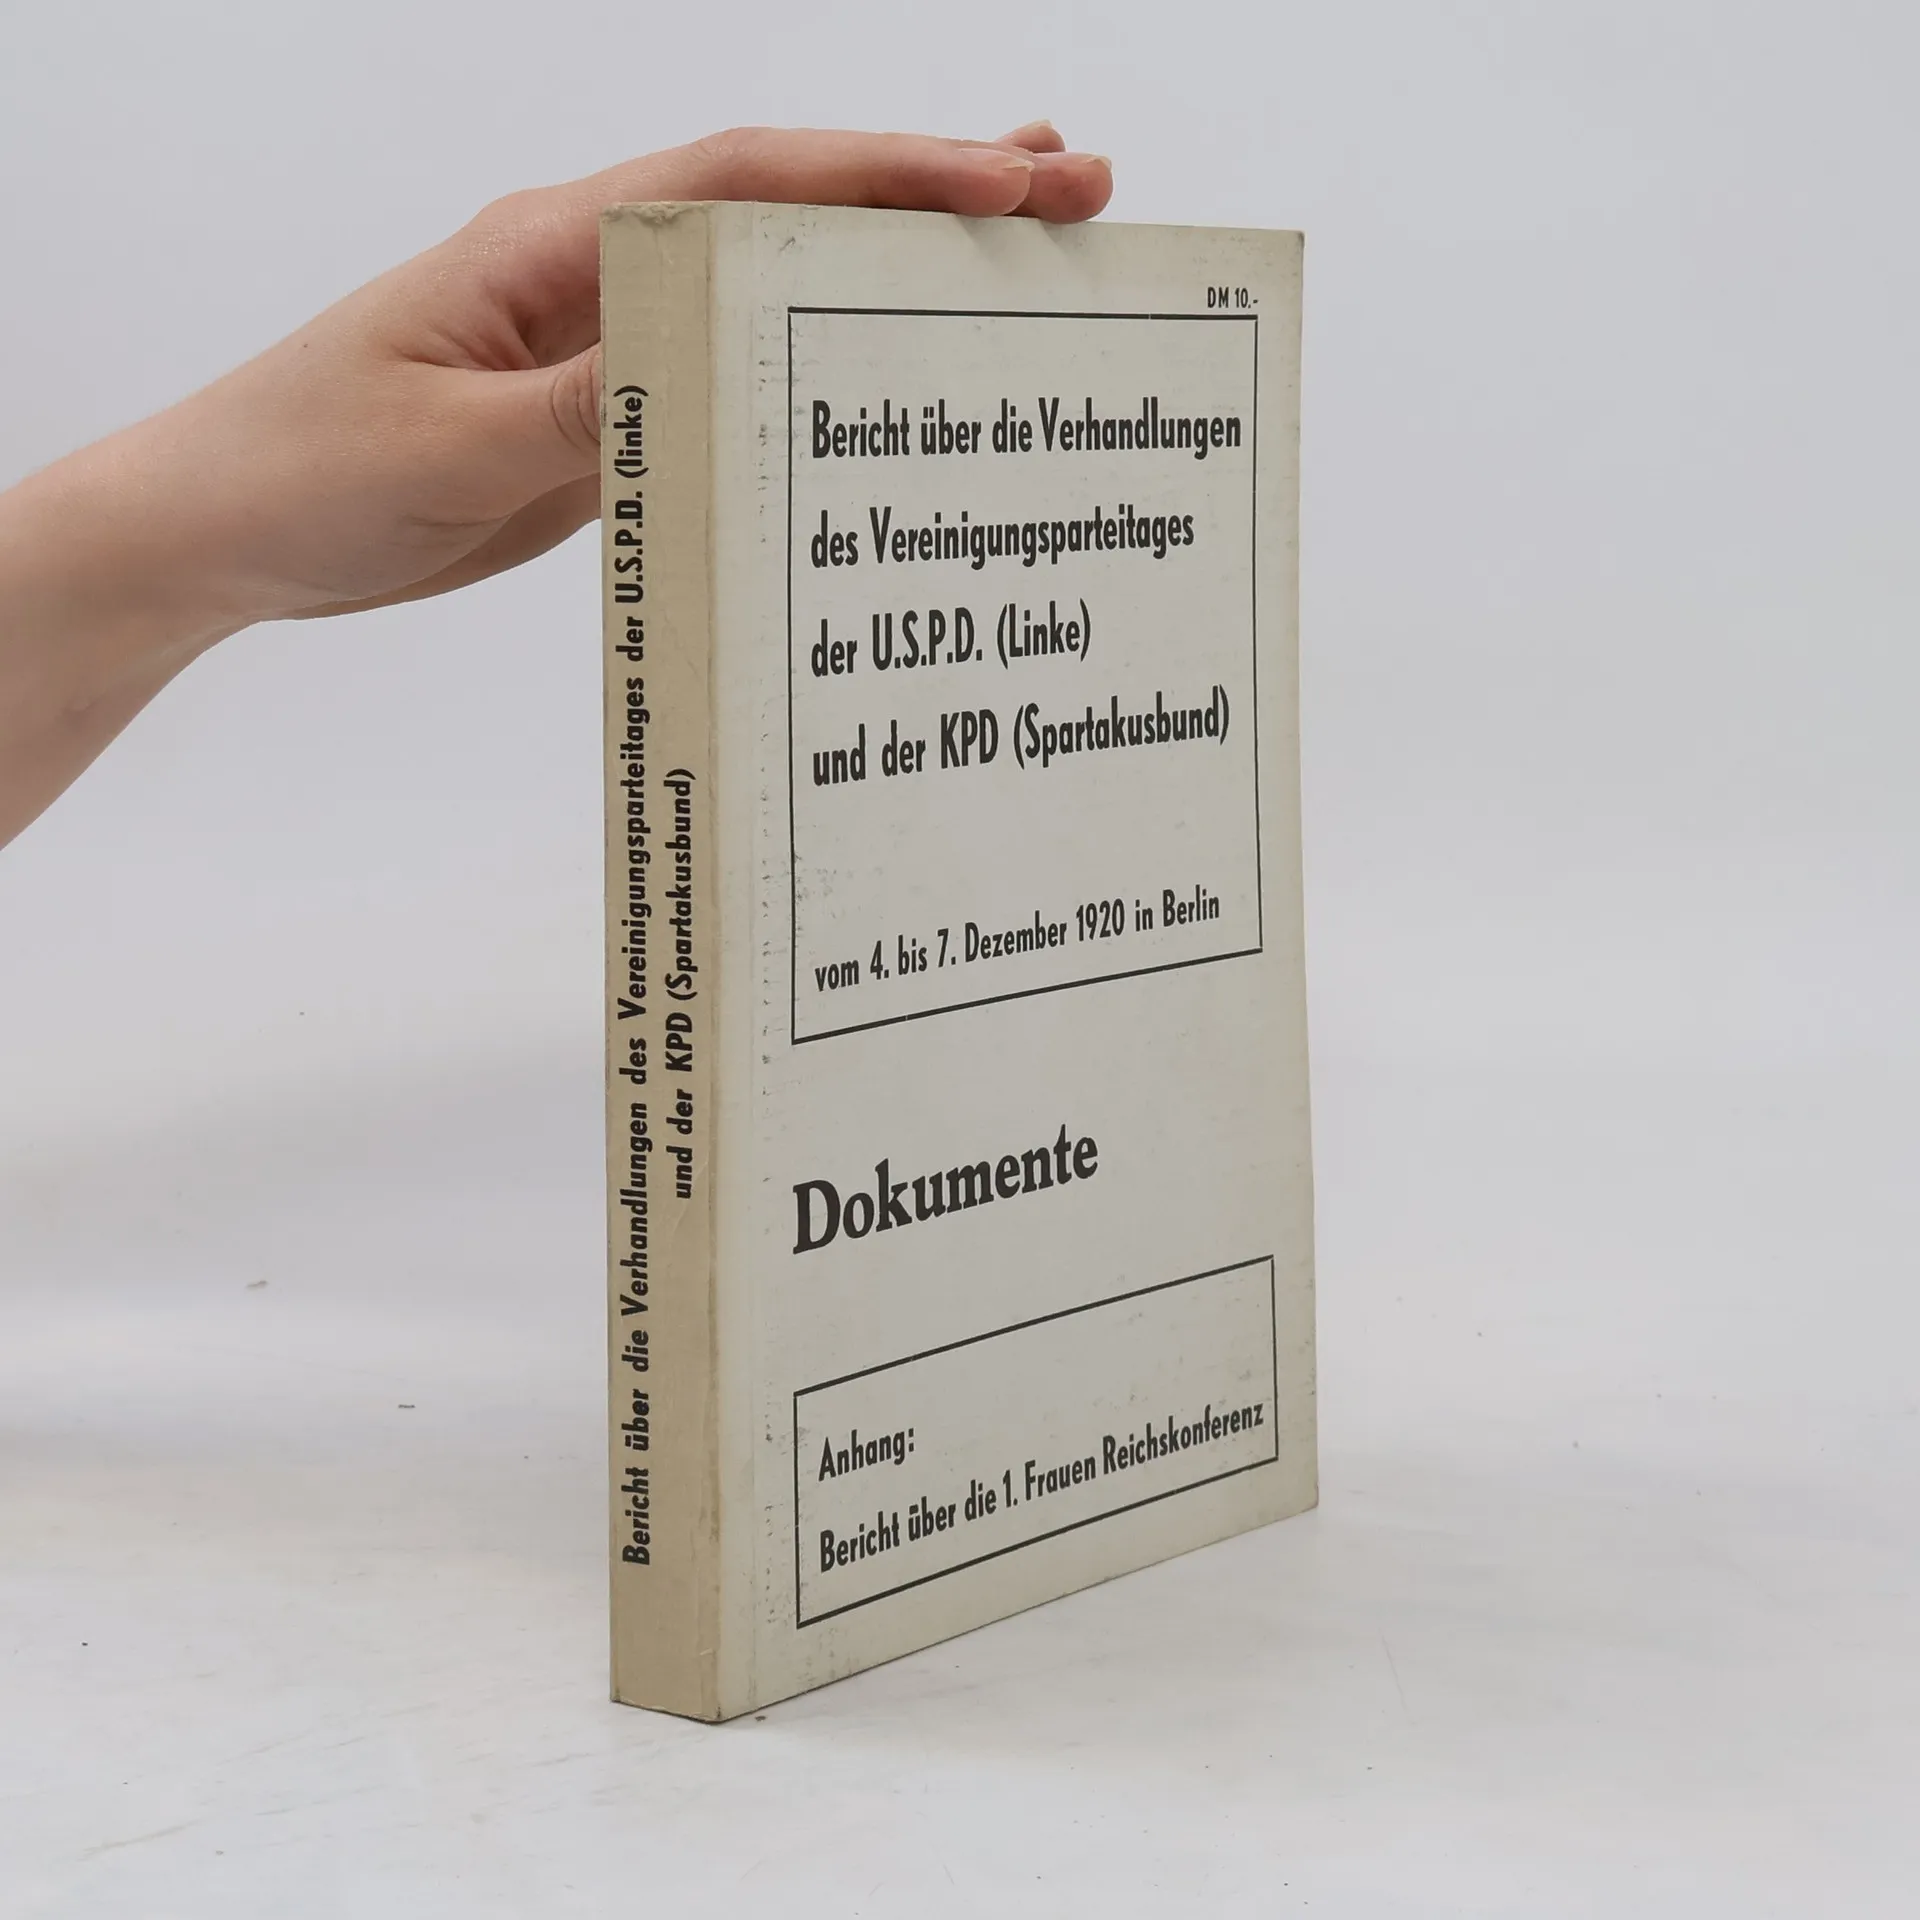 Bericht über die Verhandlungen des Vereinigungsparteitages der U.S.P.D. (linke)
und der KPD (Spartakusbund)
DM 10.-
Bericht über die Verhandlungen
des Vereinigungsparteitages
der U.S.P.D. (Linke)
und der KPD (Spartakusbund)
vom 4. bis 7. Dezember 1920 in Berlin
Dokumente
Anhang:
Bericht über die 1. Frauen Reichskonferenz